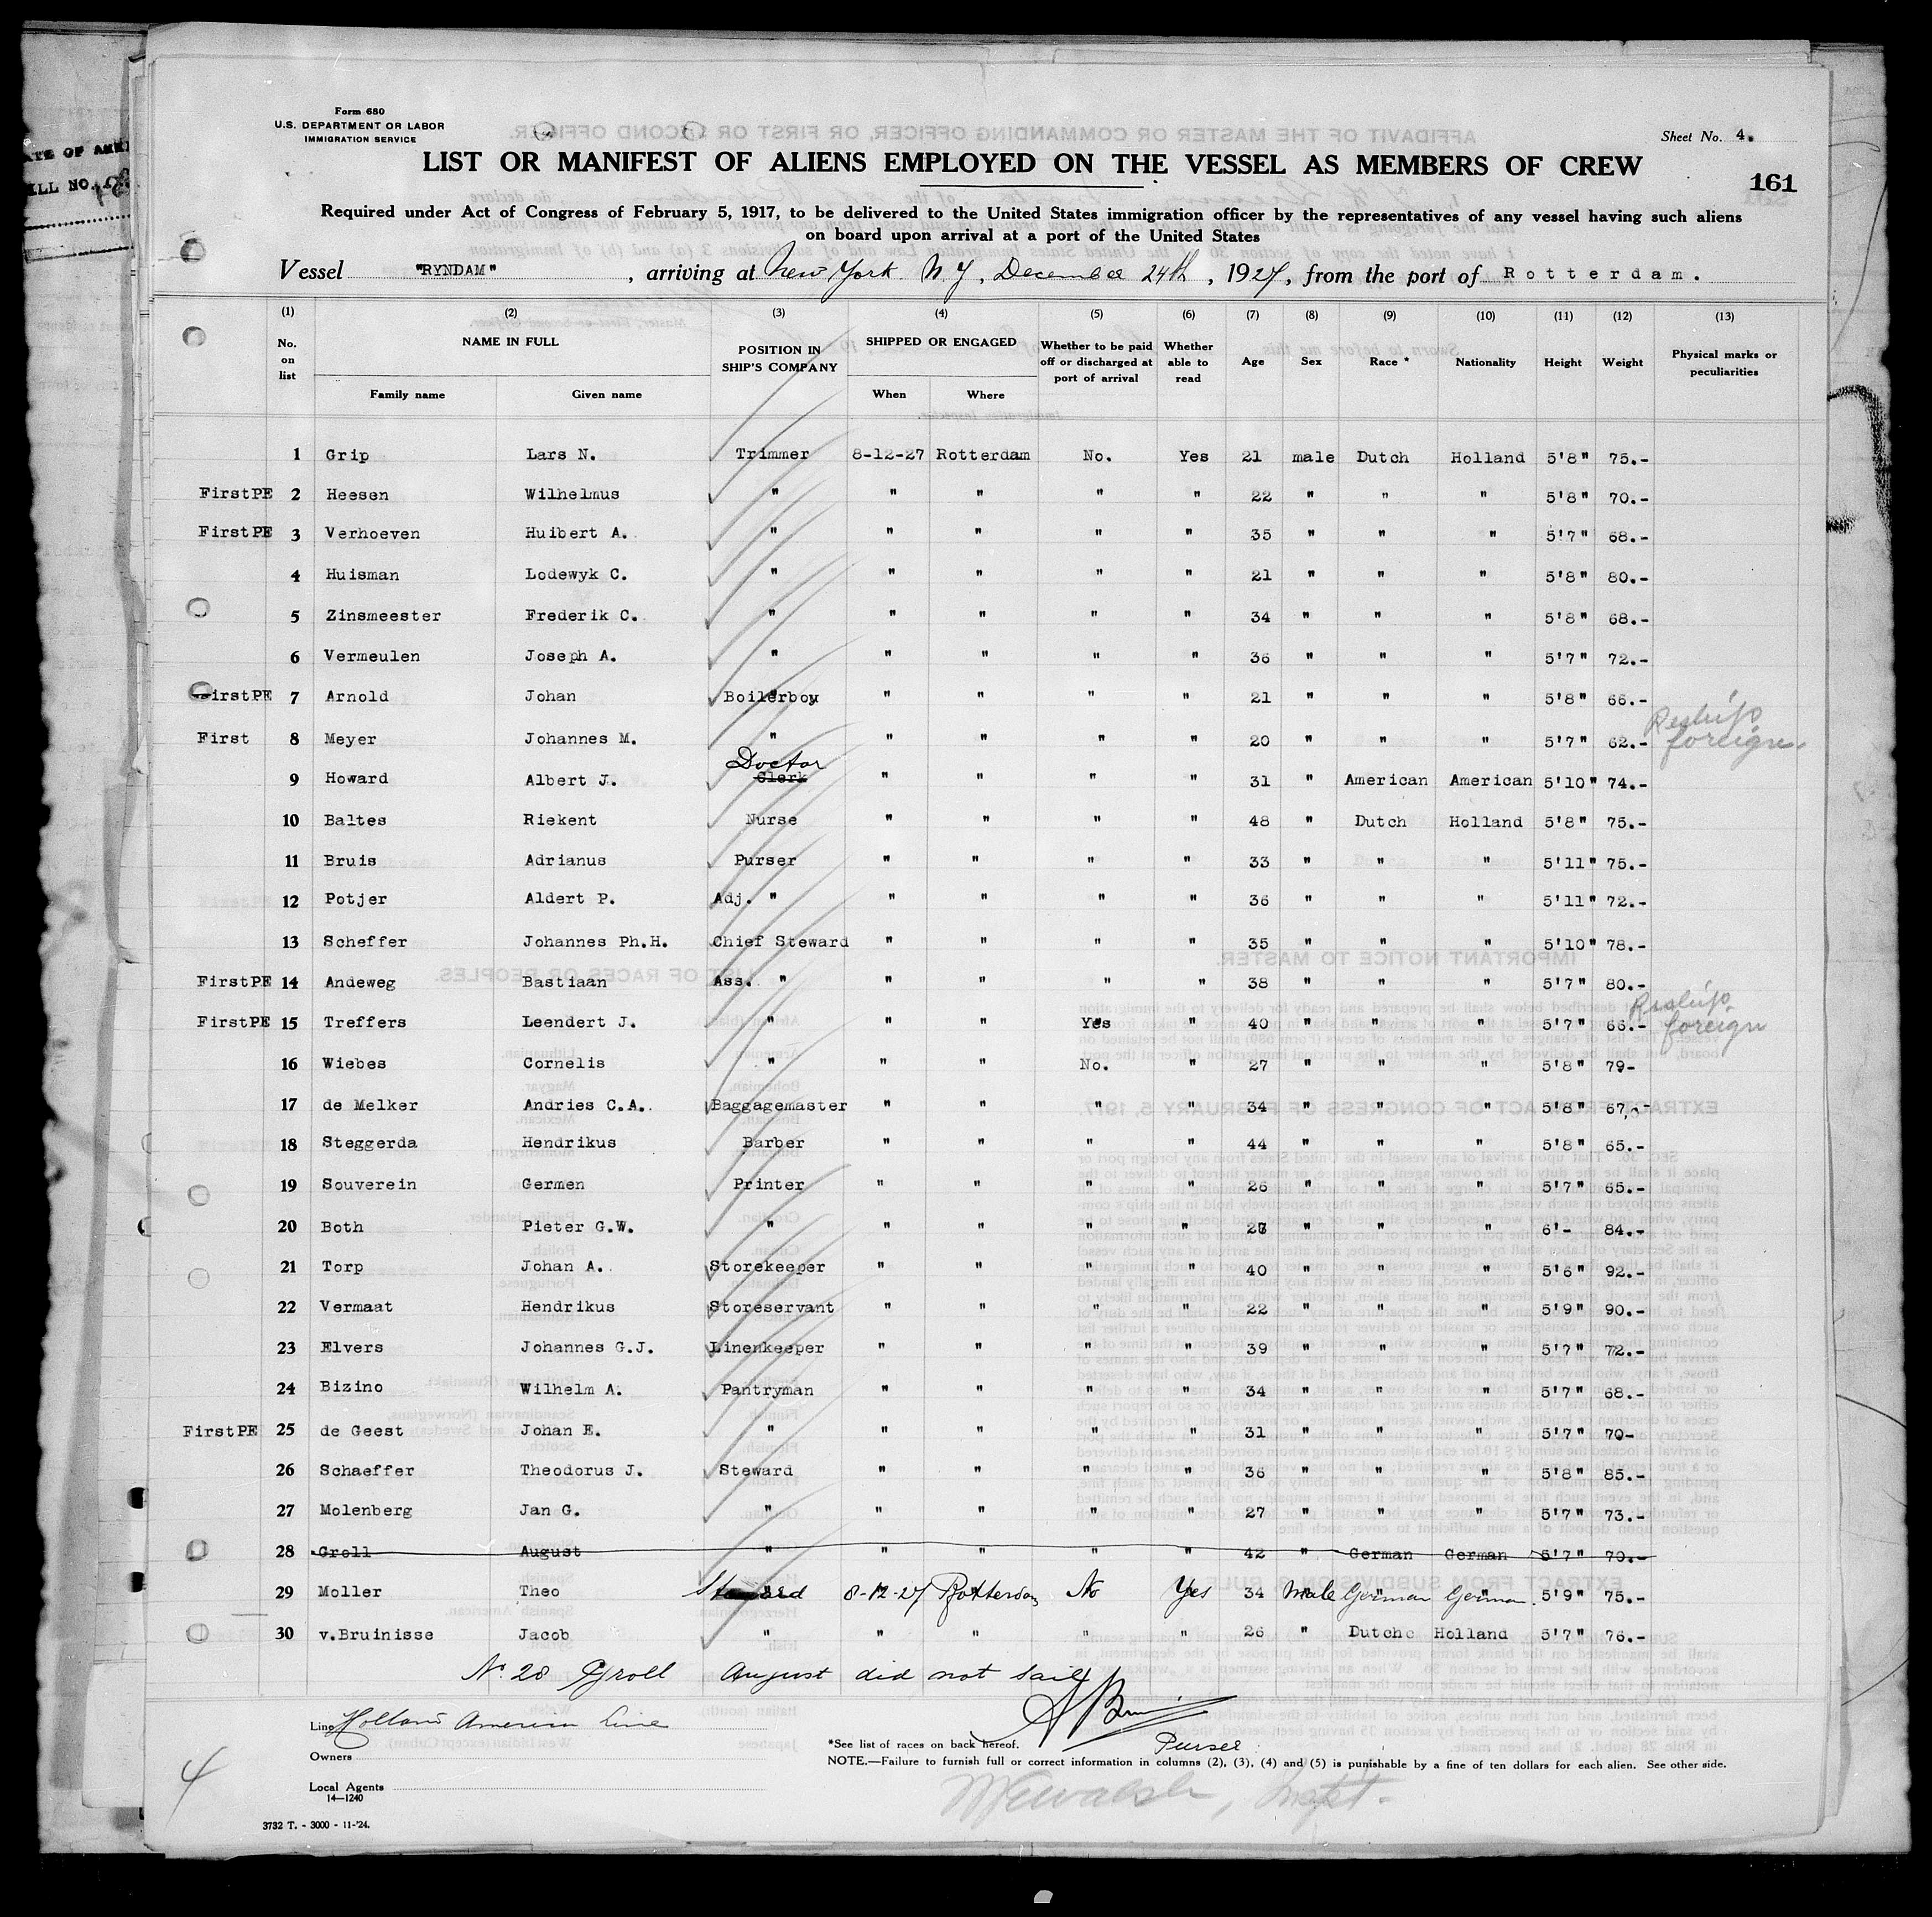 Form 680
U.S. DEPARTMENT OR LABOR
IMMIGRATION SERVICE
Sheet No. 4.
LIST OR MANIFEST OF ALIENS EMPLOYED ON THE VESSEL AS MEMBERS OF CREW
161
Required under Act of Congress of February 5, 1917, to be delivered to the United States immigration officer by the representatives of any vessel having such aliens
on board upon arrival at a port of the United States
Vessel "RYNDAM", arriving at New York N.Y., December 24th, 1927, from the port of Rotterdam.
(1) (2) (3) (4) (5) (6) (7) (8) (9) (10) (11) (12) (13)
No. on list NAME IN FULL Family name Given name POSITION IN SHIP'S COMPANY SHIPPED OR ENGAGED When Where Whether to be paid off or discharged at port of arrival Whether able to read Age Sex Race * Nationality Height Weight Physical marks or peculiarities
1 Grip Lars N. Trimmer 8-12-27 Rotterdam No. Yes 21 male Dutch Holland 5'8" 75.-
FirstPE 2 Heesen Wilhelmus " " " " " 22 " " " 5'8" 70.-
FirstPE 3 Verhoeven Huibert A. " " " " " 35 " " " 5'7" 68.-
4 Huisman Lodewyk C. " " " " " 21 " " " 5'8" 80.-
5 Zinsmeester Frederik C. " " " " " 34 " " " 5'8" 68.-
6 Vermeulen Joseph A. " " " " " 36 " " " 5'7" 72.-
FirstPE 7 Arnold Johan Boilerboy " " " " 21 " " " 5'8" 66.-
First 8 Meyer Johannes M. " " " " " 20 " " " 5'7" 62.- Reship foreign.
9 Howard Albert J. Doctor Clerk " " " " 31 " American American 5'10" 74.-
10 Baltes Riekent Nurse " " " " 48 " Dutch Holland 5'8" 75.-
11 Bruis Adrianus Purser " " " " 33 " " " 5'11" 75.-
12 Potjer Aldert P. Adj. " " " " " 36 " " " 5'11" 72.-
13 Scheffer Johannes Ph.H. Chief Steward " " " " 35 " " " 5'10" 78.-
FirstPE 14 Andeweg Bastiaan Ass. " " " " " 38 " " " 5'7" 80.-
FirstPE 15 Treffers Leendert J. " " " Yes " 40 " " " 5'7" 66.- Reship foreign
16 Wiebes Cornelis " " " No. " 27 " " " 5'8" 79-
17 de Melker Andries C.A. Baggagemaster " " " " 34 " " " 5'8" 67.-
18 Steggerda Hendrikus Barber " " " " 44 " " " 5'8" 65.-
19 Souverein Germen Printer " " " " 26 " " " 5'7" 65.-
20 Both Pieter G.W. " " " " " " " " 6'- 84.-
21 Torp Johan A. Storekeeper " " " " 40 " " " 5'6" 92.-
22 Vermaat Hendrikus Storeservant " " " " 22 " " " 5'9" 90.-
23 Elvers Johannes G.J. Linenkeeper " " " " 39 " " " 5'7" 72.-
24 Bizino Wilhelm A. Pantryman " " " " 34 " " " 5'7" 68.-
FirstPE 25 de Geest Johan E. " " " " " 31 " " " 5'7" 70-
26 Schaeffer Theodorus J. Steward " " " " 36 " " " 5'8" 85.-
27 Molenberg Jan G. " " " " " 27 " " " 5'7" 73.-
28 Groll August " " " " " 42 " German German 5'7" 70.-
29 Moller Theo Steward 8-12-27 Rotterdam No Yes 34 Male German German. 5'9" 75.-
30 v.Bruinisse Jacob " " " " " 26 " Dutche Holland 5'7" 76.-
No. 28 Groll August did not sail
Line Holland America Line
Purser
Owners
*See list of races on back hereof.
NOTE.—Failure to furnish full or correct information in columns (2), (3), (4) and (5) is punishable by a fine of ten dollars for each alien. See other side.
Local Agents
14—1240
4
3732 T. - 3000 - 11-'24.